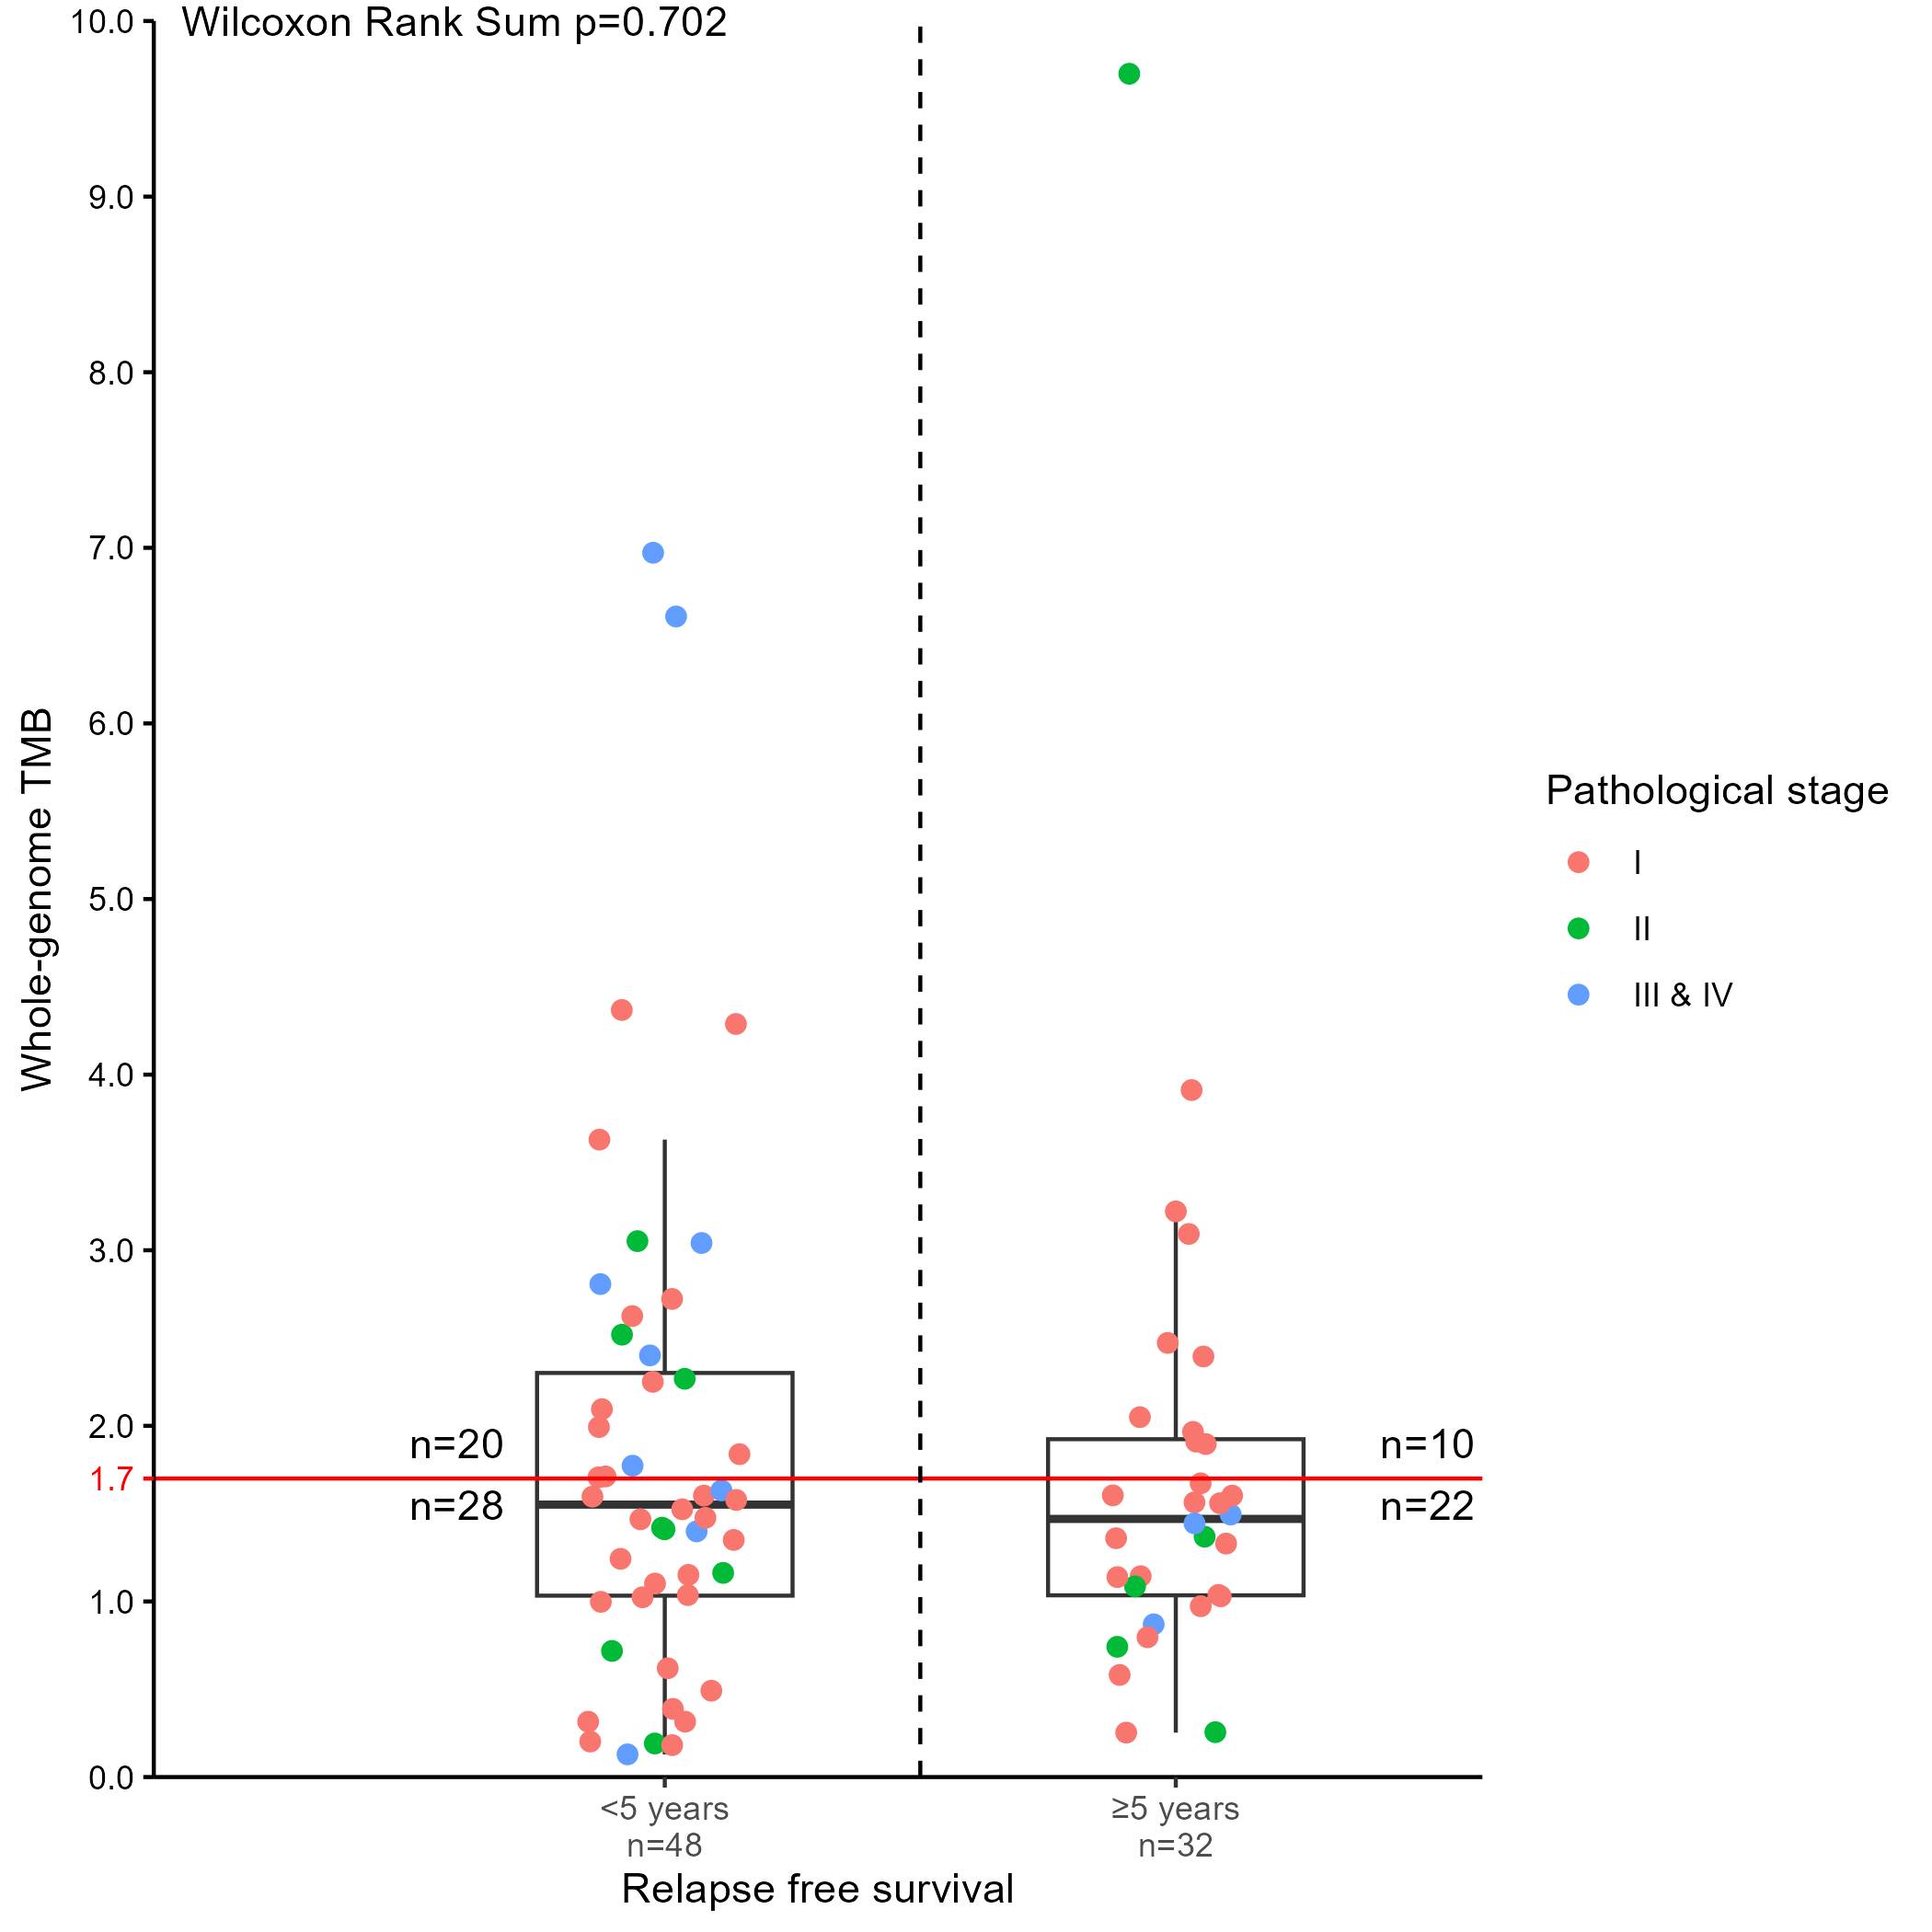 Wilcoxon Rank Sum p=0.702
10.0
9.0
8.0
7.0
6.0
5.0
4.0
3.0
2.0
1.7
1.0
0.0
Whole-genome TMB
n=20
n=28
n=10
n=22
<5 years
n=48
≥5 years
n=32
Relapse free survival
Pathological stage
I
II
III & IV